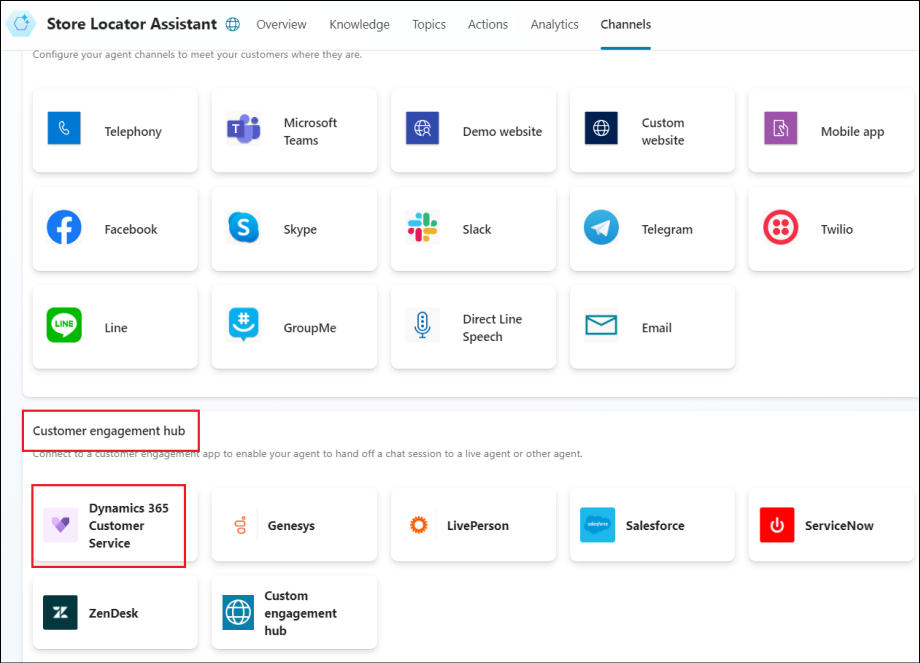 Store Locator Assistant
Overview Knowledge Topics Actions Analytics Channels
Configure your agent channels to meet your customers where they are.
Telephony
Microsoft
Teams
Demo website
Custom
website
Mobile app
Facebook
Skype
Slack
Telegram
Twilio
LINE
Line
GroupMe
Direct Line
Speech
Email
Customer engagement hub
Connect to a customer engagement app to enable your agent to hand off a chat session to a live agent or other agent.
Dynamics 365
Customer
Service
Genesys
LivePerson
salesforce
Salesforce
ServiceNow
ZenDesk
Custom
engagement
hub